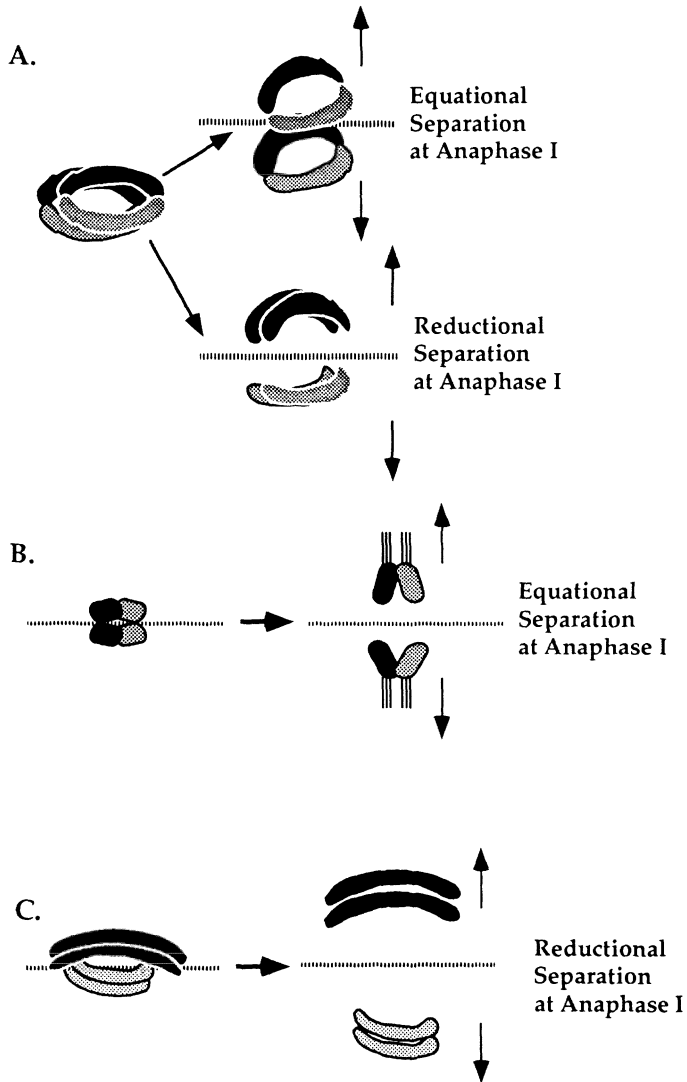 A.
Equational
Separation
at Anaphase I
Reductional
Separation
at Anaphase I
B.
Equational
Separation
at Anaphase I
C.
Reductional
Separation
at Anaphase I